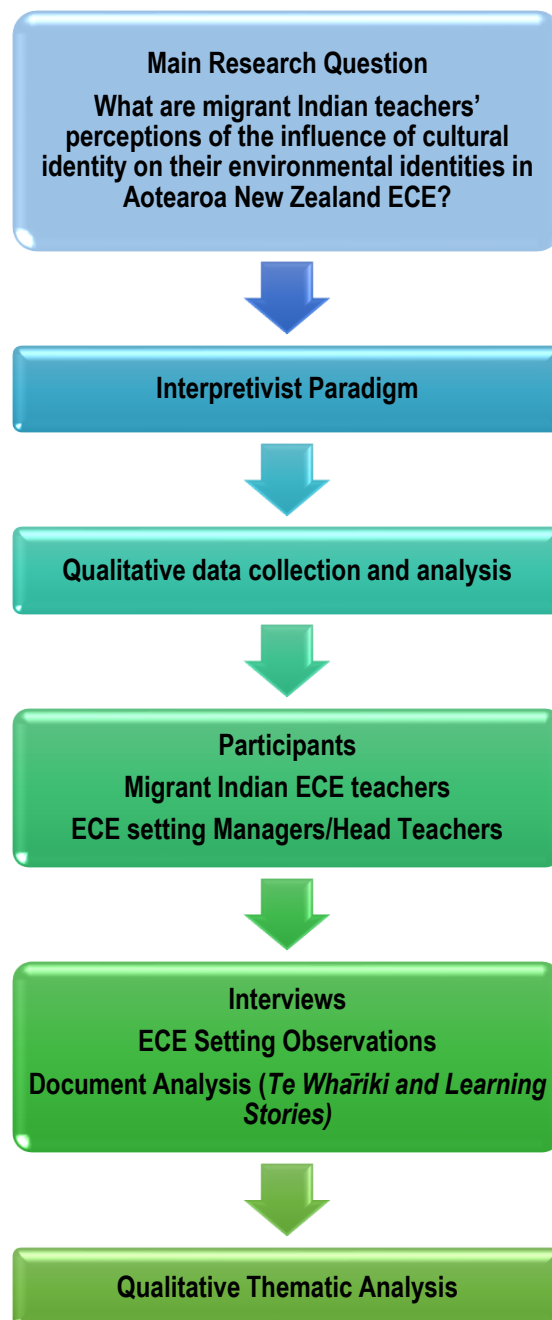 Main Research Question
What are migrant Indian teachers’
perceptions of the influence of cultural
identity on their environmental identities in
Aotearoa New Zealand ECE?
Interpretivist Paradigm
Qualitative data collection and analysis
Participants
Migrant Indian ECE teachers
ECE setting Managers/Head Teachers
Interviews
ECE Setting Observations
Document Analysis (Te Whāriki and Learning
Stories)
Qualitative Thematic Analysis